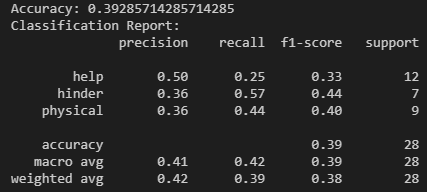 Accuracy: 0.39285714285714285
Classification Report:
precision recall f1-score support
help 0.50 0.25 0.33 12
hinder 0.36 0.57 0.44 7
physical 0.36 0.44 0.40 9
accuracy 0.39 28
macro avg 0.41 0.42 0.39 28
weighted avg 0.42 0.39 0.38 28